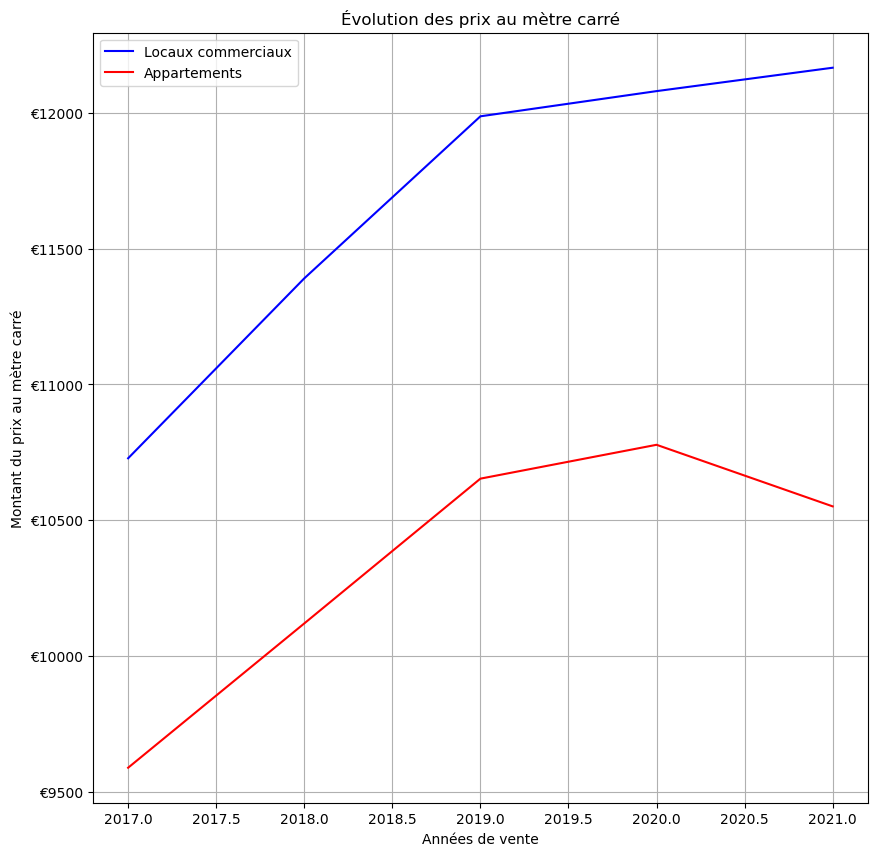 Évolution des prix au mètre carré
Locaux commerciaux
Appartements
Montant du prix au mètre carré
€12000
€11500
€11000
€10500
€10000
€9500
2017.0 2017.5 2018.0 2018.5 2019.0 2019.5 2020.0 2020.5 2021.0
Années de vente